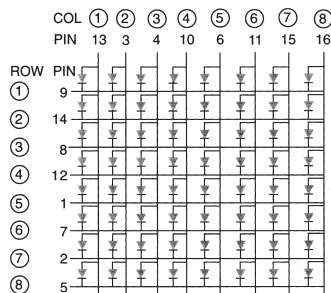 COL ① ② ③ ④ ⑤ ⑥ ⑦ ⑧
PIN 13 3 4 10 6 11 15 16
ROW PIN
① 9
② 14
③ 8
④ 12
⑤ 1
⑥ 7
⑦ 2
⑧ 5